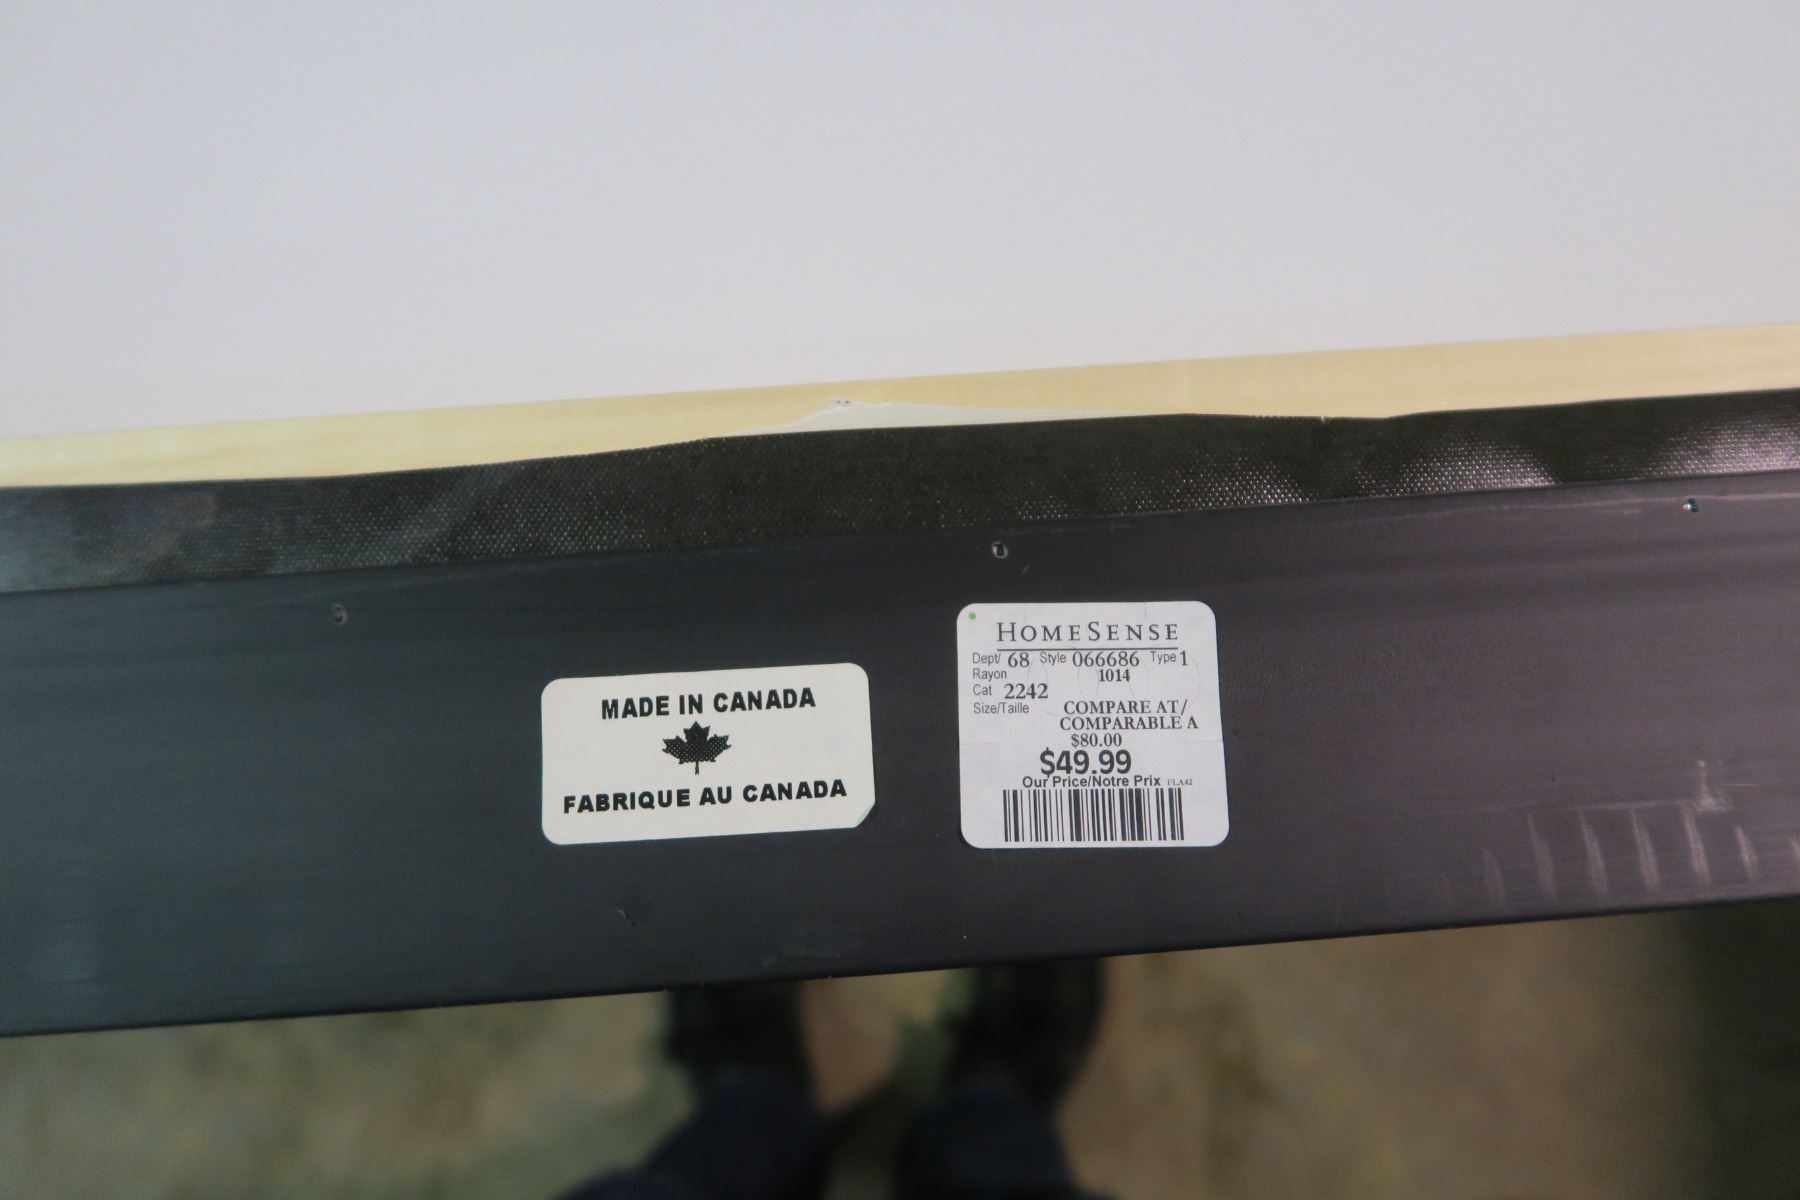 MADE IN CANADA
FABRIQUE AU CANADA
HOMESENSE
Dept/ 68 Style 066686 Type 1
Rayon 1014
Cat 2242
Size/Taille COMPARE AT/
COMPARABLE A
$80.00
$49.99
Our Price/Notre Prix FLA42